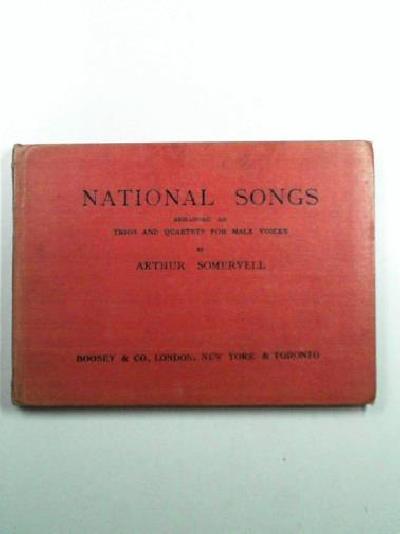 NATIONAL SONGS
ARRANGED AS
TRIOS AND QUARTETS FOR MALE VOICES
BY
ARTHUR SOMERVELL
BOOSEY & CO., LONDON, NEW YORK & TORONTO